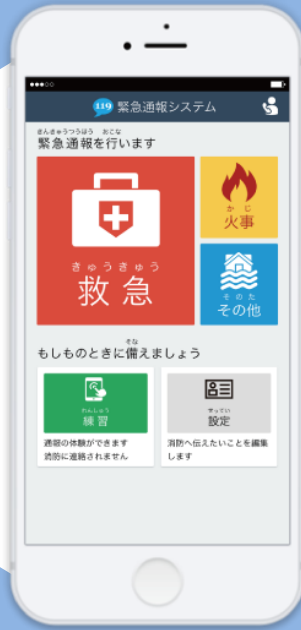 119 緊急通報システム
きんきゅうつうほう おこな
緊急通報を行います
きゅうきゅう
救急
かじ
火事
そのた
その他
そな
もしものときに備えましょう
れんしゅう
練習
通報の体験ができます
消防に連絡されません
せってい
設定
消防へ伝えたいことを編集
します